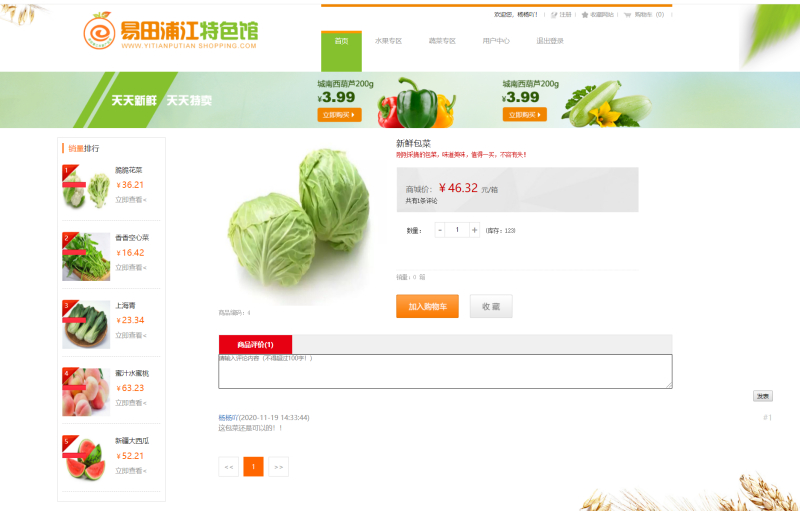 易田浦江特色馆
WWW.YITIANPUTIAN SHOPPING.COM
欢迎您，杨杨吖！ | 注册 | 收藏网站 | 购物车（0） |
首页 水果专区 蔬菜专区 用户中心 退出登录
天天新鲜 天天特卖
城南西葫芦200g
¥3.99
立即购买
城南西葫芦200g
¥3.99
立即购买
销量排行
1
脆脆花菜
¥36.21
立即查看<
2
香香空心菜
¥16.42
立即查看<
3
上海青
¥23.34
立即查看<
4
蜜汁水蜜桃
¥63.23
立即查看<
5
新疆大西瓜
¥52.21
立即查看<
新鲜包菜
刚刚采摘的包菜，味道美味，值得一买，不容有失！
商城价：¥46.32 元/箱
共有1条评论
数量： - 1 + (库存：123)
销量：0 箱
加入购物车 收 藏
商品编码：4
商品评价(1)
请输入评论内容（不得超过100字！）
发表
杨杨吖(2020-11-19 14:33:44) #1
这包菜还是可以的！！
<< 1 >>